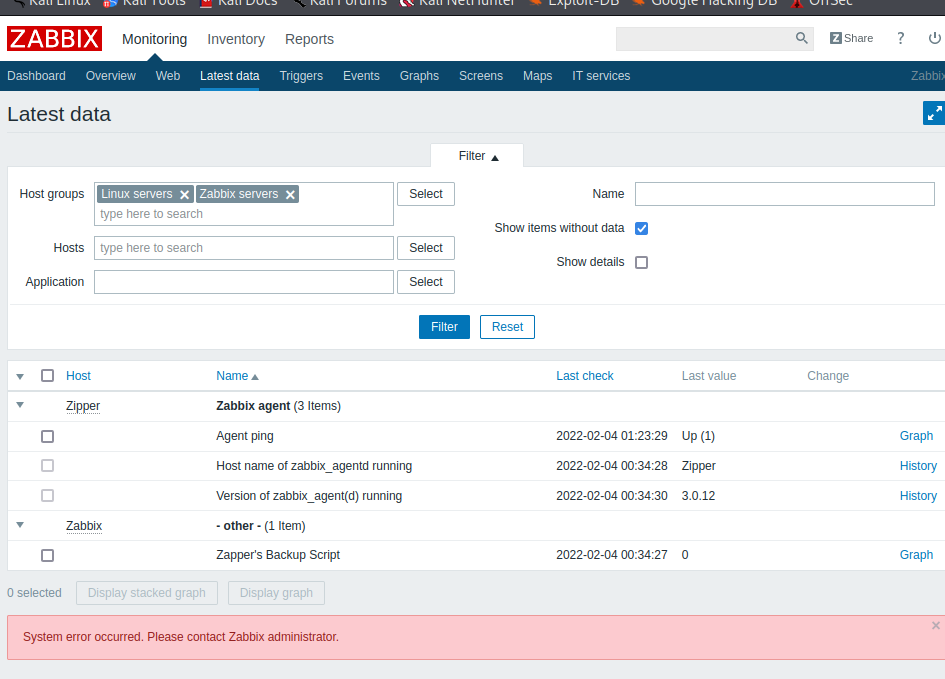 Kali Linux Kali Tools Kali Docs Kali Forums Kali NetHunter Exploit-DB Google Hacking DB OffSec
ZABBIX Monitoring Inventory Reports Z Share ?
Dashboard Overview Web Latest data Triggers Events Graphs Screens Maps IT services Zabbix
Latest data
Filter ▲
Host groups Linux servers ✕ Zabbix servers ✕ Select Name
type here to search
Show items without data
Hosts type here to search Select
Show details
Application Select
Filter Reset
Host Name Last check Last value Change
Zipper Zabbix agent (3 Items)
Agent ping 2022-02-04 01:23:29 Up (1) Graph
Host name of zabbix_agentd running 2022-02-04 00:34:28 Zipper History
Version of zabbix_agent(d) running 2022-02-04 00:34:30 3.0.12 History
Zabbix - other - (1 Item)
Zapper's Backup Script 2022-02-04 00:34:27 0 Graph
0 selected Display stacked graph Display graph
System error occurred. Please contact Zabbix administrator.